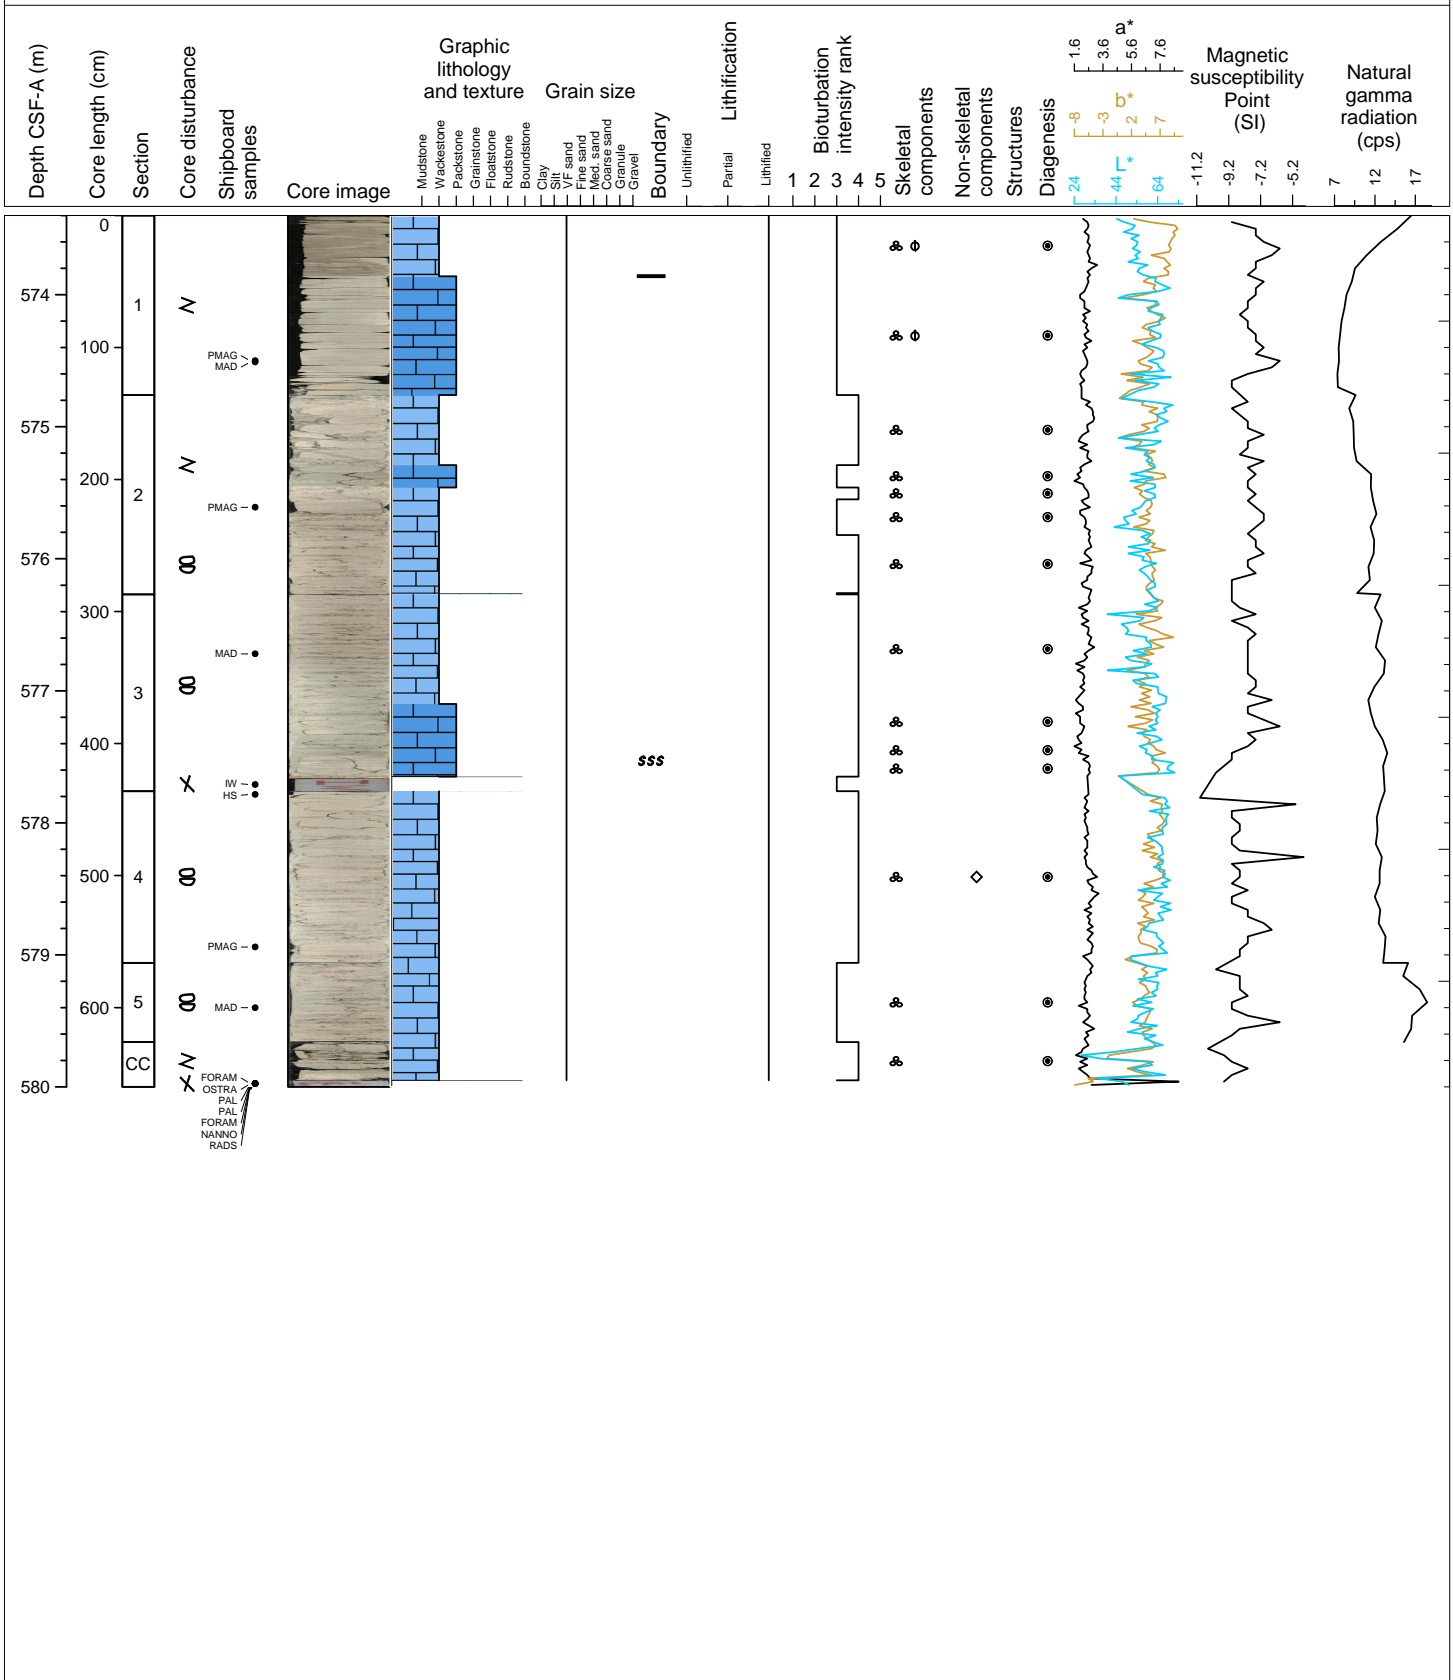 Depth CSF-A (m)
Core length (cm)
Section
Core disturbance
Shipboard
samples
Core image
Graphic
lithology
and texture
Mudstone
Wackestone
Packstone
Grainstone
Floatstone
Rudstone
Boundstone
Grain size
Clay
Silt
VF sand
Fine sand
Med. sand
Coarse sand
Granule
Gravel
Boundary
Lithification
Unlithified
Partial
Lithified
Bioturbation
intensity rank
1 2 3 4 5
Skeletal
components
Non-skeletal
components
Structures
Diagenesis
a*
1.6 3.6 5.6 7.6
b*
-8 -3 2 7
L*
24 44 64
Magnetic
susceptibility
Point
(SI)
-11.2 -9.2 -7.2 -5.2
Natural
gamma
radiation
(cps)
7 12 17
0
574
1
100
PMAG
MAD
575
200
2
PMAG
576
300
MAD
577
3
400
sss
IW
HS
578
500
4
PMAG
579
5
600
MAD
CC
580
FORAM
OSTRA
PAL
PAL
FORAM
NANNO
RADS